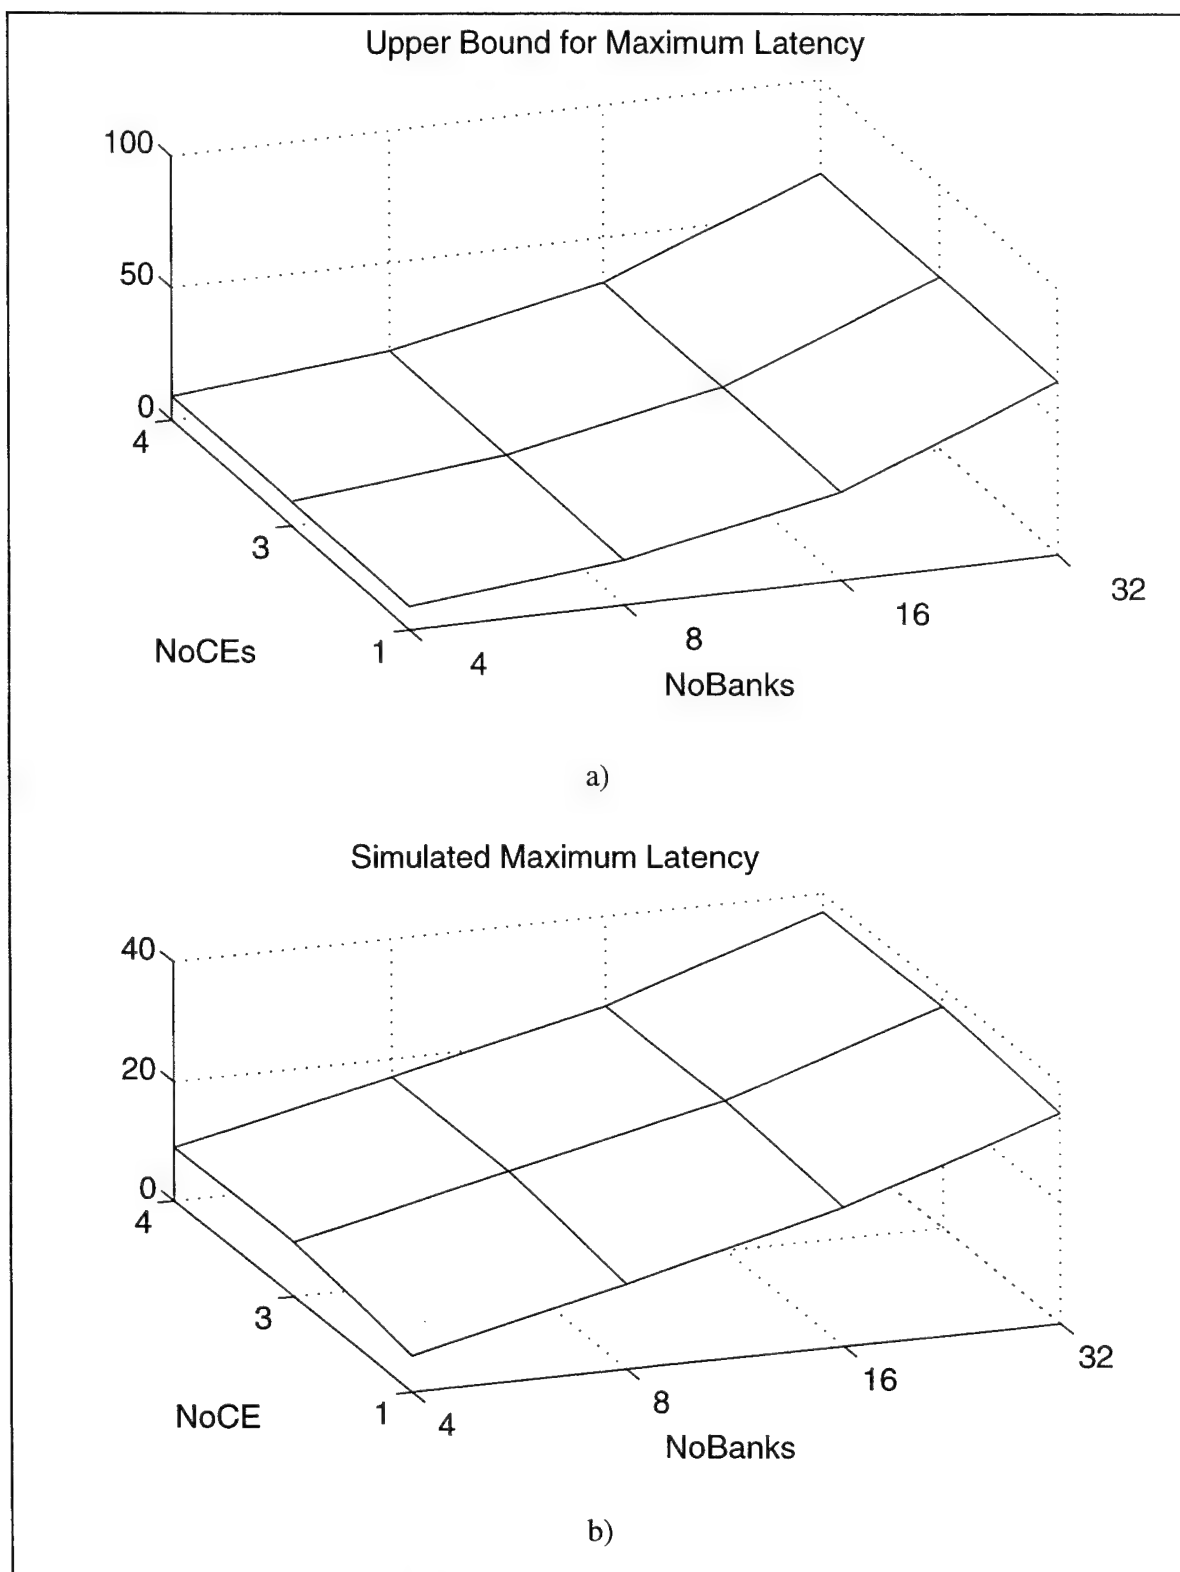 Upper Bound for Maximum Latency
100
50
0
4
3
1
NoCEs
4
8
16
32
NoBanks
a)
Simulated Maximum Latency
40
20
0
4
3
1
NoCE
4
8
16
32
NoBanks
b)